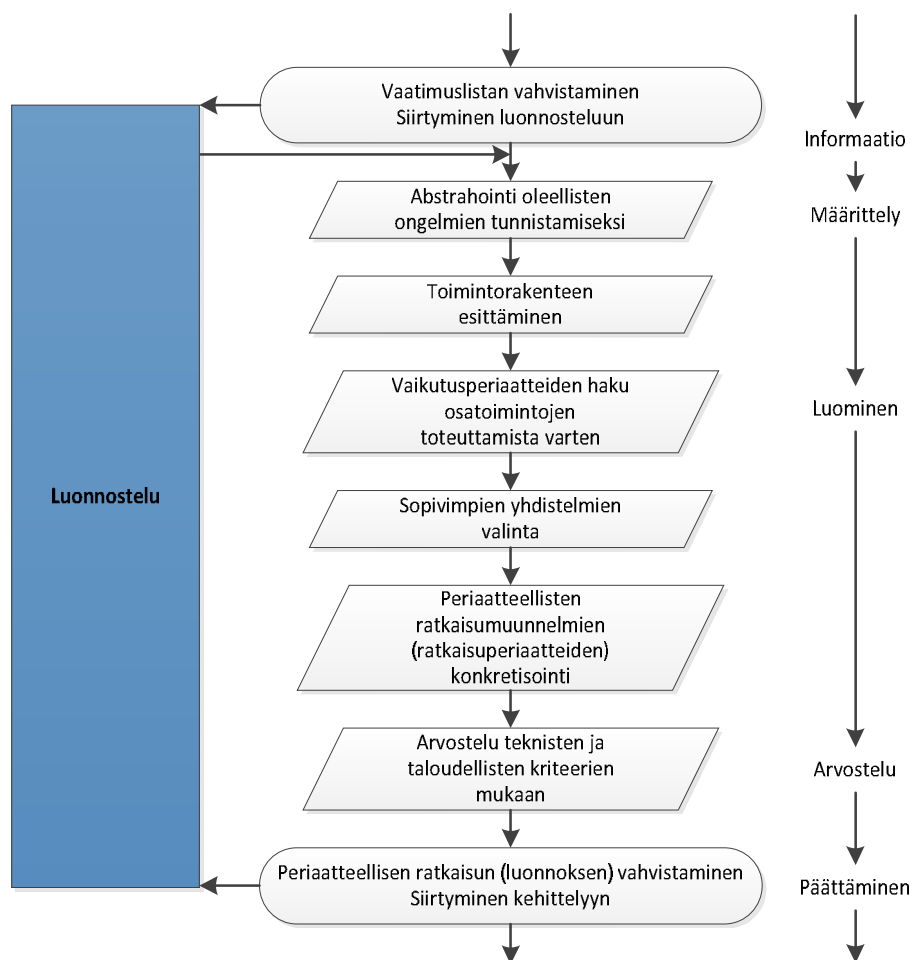 Vaatimuslistan vahvistaminen
Siirtyminen luonnosteluun
Informaatio
Abstrahointi oleellisten
ongelmien tunnistamiseksi
Määrittely
Toimintorakenteen
esittäminen
Vaikutusperiaatteiden haku
osatoimintojen
toteuttamista varten
Luominen
Luonnostelu
Sopivimpien yhdistelmien
valinta
Periaatteellisten
ratkaisumuunnelmien
(ratkaisuperiaatteiden)
konkretisointi
Arvostelu teknisten ja
taloudellisten kriteerien
mukaan
Arvostelu
Periaatteellisen ratkaisun (luonnoksen) vahvistaminen
Siirtyminen kehittelyyn
Päättäminen